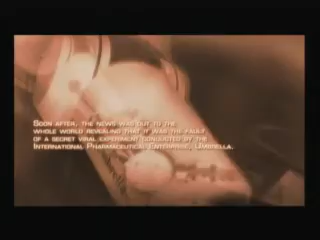 Soon after, the news was out to the
whole world revealing that it was the fault
of a secret viral experiment conducted by the
International Pharmaceutical Enterprise, Umbrella.